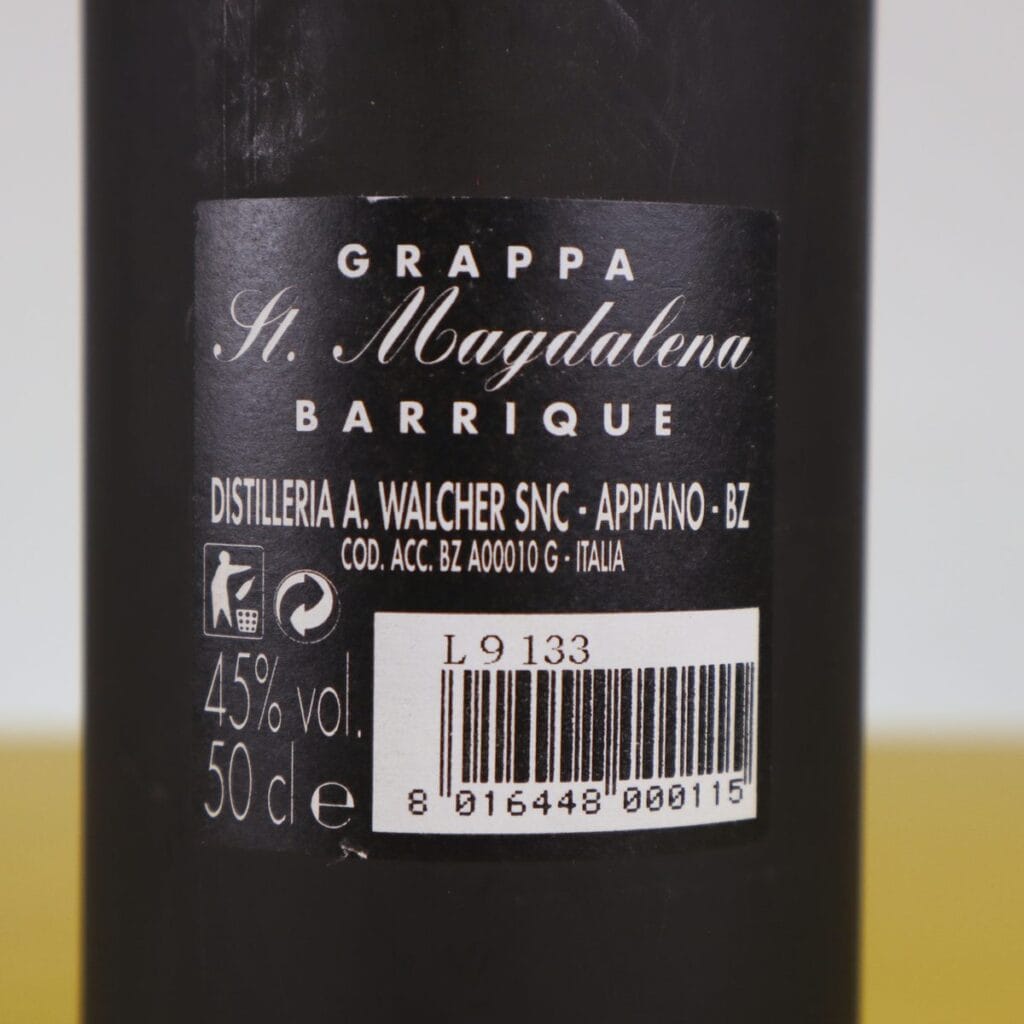 GRAPPA
St. Magdalena
BARRIQUE
DISTILLERIA A. WALCHER SNC - APPIANO - BZ
COD. ACC. BZ A00010 G - ITALIA
45% vol.
50 cl e
L 9 133
8 016448 000115